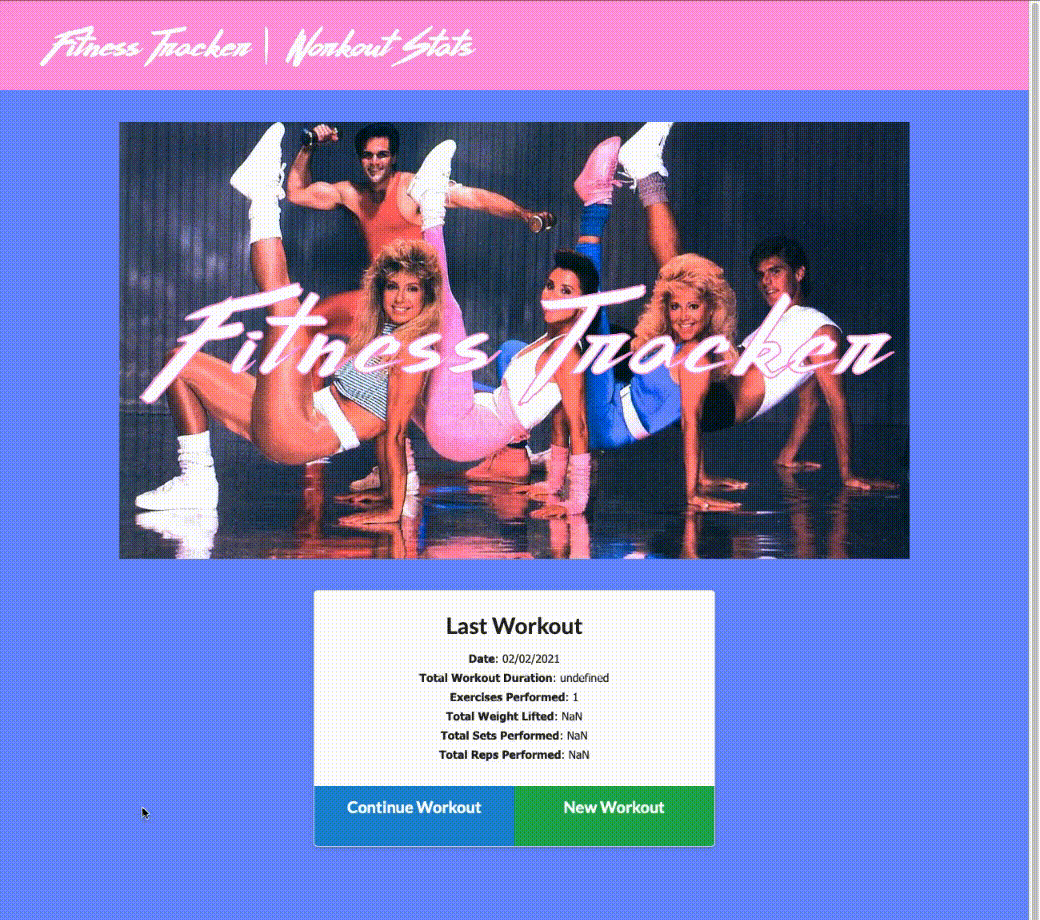 Fitness Tracker | Workout Stats
Fitness Tracker
Last Workout
Date: 02/02/2021
Total Workout Duration: undefined
Exercises Performed: 1
Total Weight Lifted: NaN
Total Sets Performed: NaN
Total Reps Performed: NaN
Continue Workout New Workout